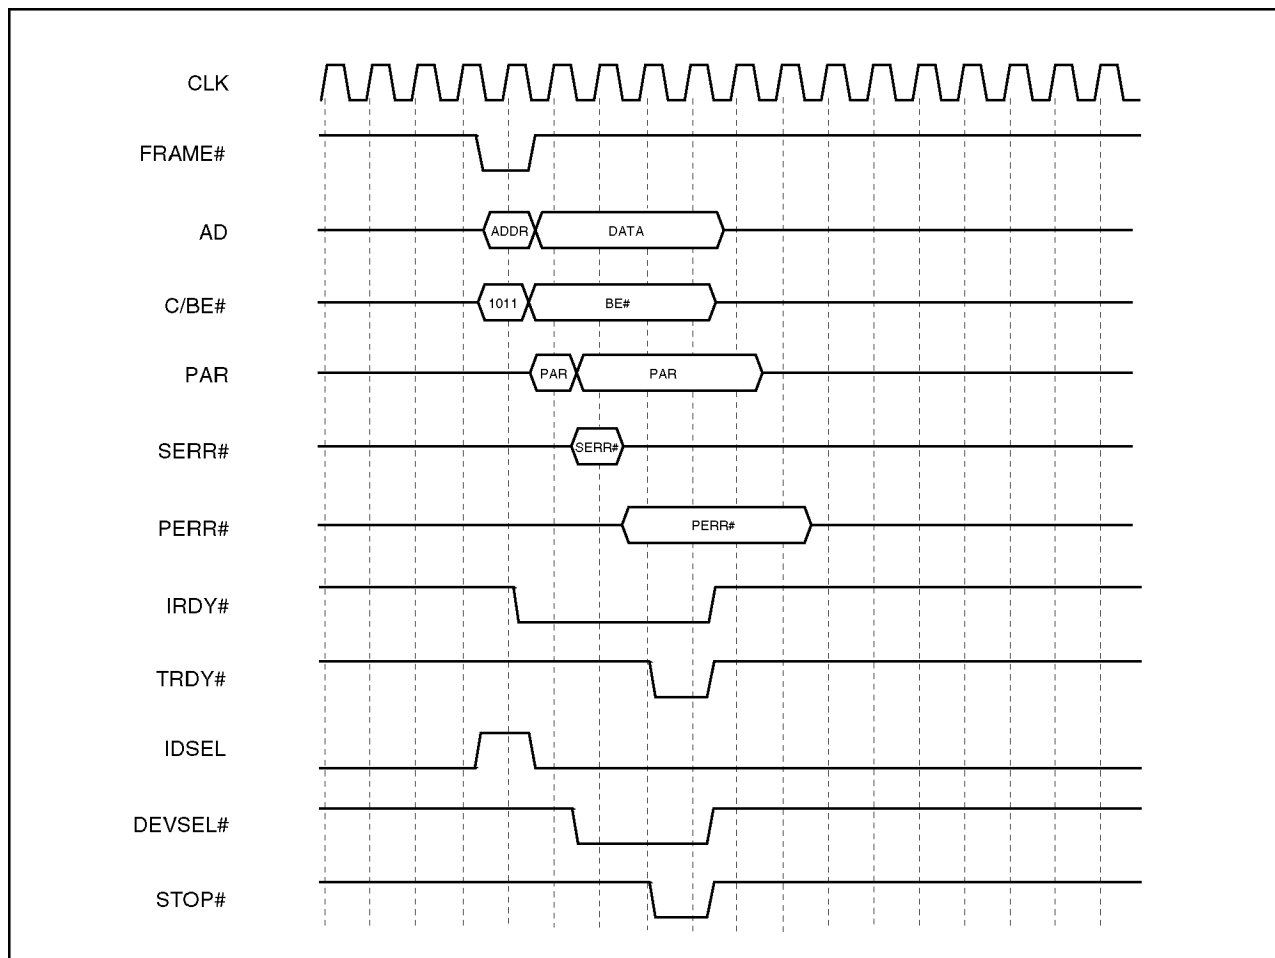 CLK
FRAME#
AD ADDR DATA
C/BE# 1011 BE#
PAR PAR PAR
SERR# SERR#
PERR# PERR#
IRDY#
TRDY#
IDSEL
DEVSEL#
STOP#